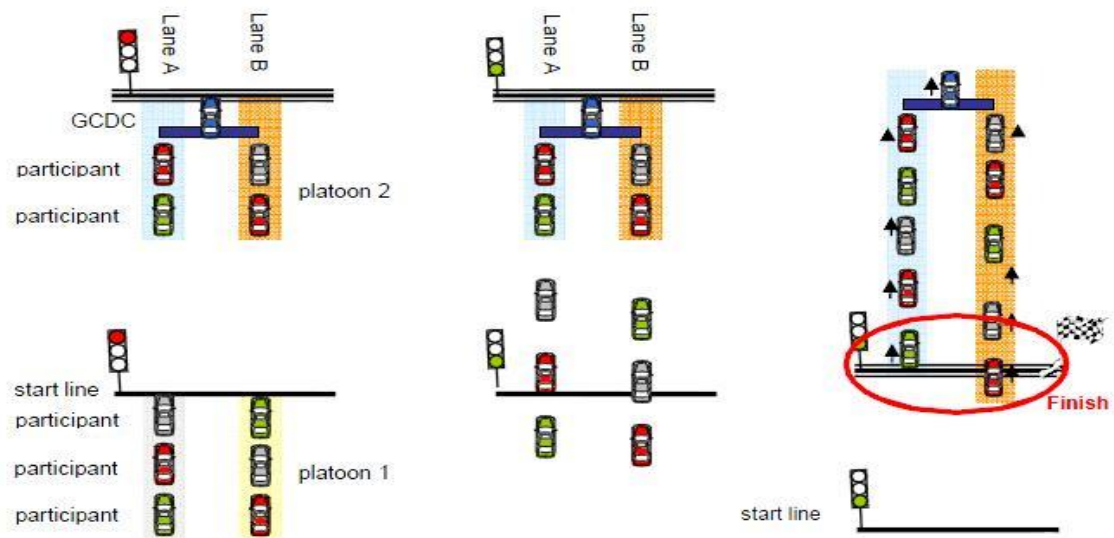 Lane A
Lane B
GCDC
participant
participant
platoon 2
start line
participant
participant
participant
platoon 1
Lane A
Lane B
Finish
start line